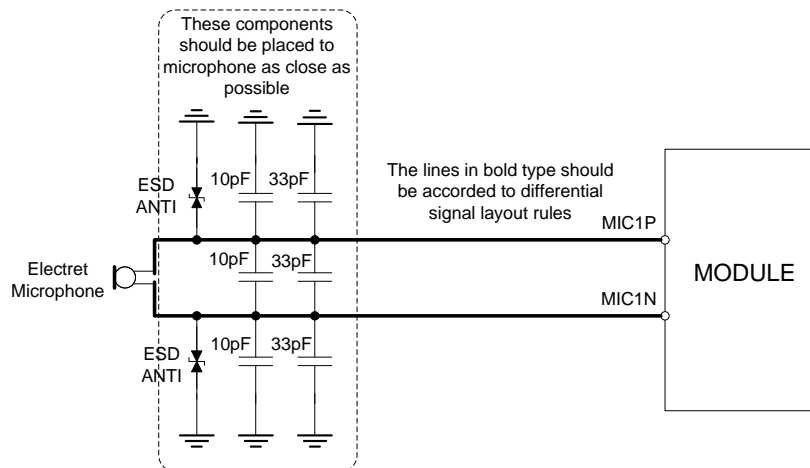 These components
should be placed to
microphone as close as
possible
10pF
33pF
ESD
ANTI
The lines in bold type should
be accorded to differential
signal layout rules
MIC1P
10pF
33pF
Electret
Microphone
MODULE
MIC1N
10pF
33pF
ESD
ANTI